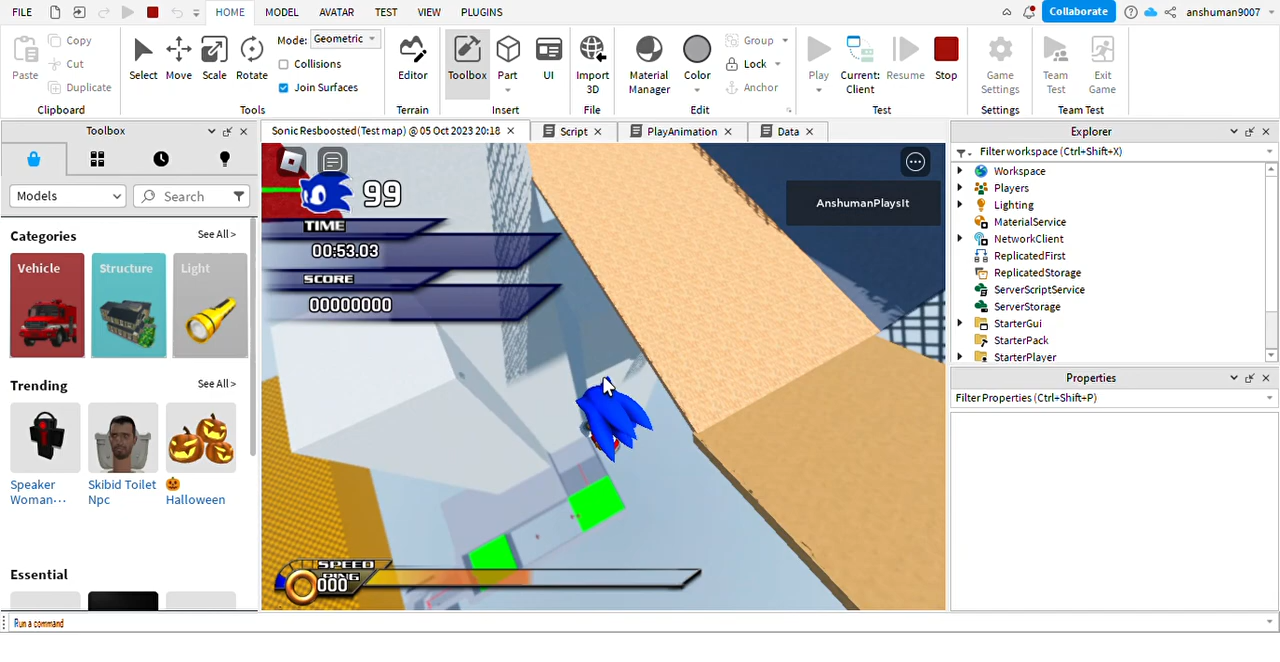 FILE HOME MODEL AVATAR TEST VIEW PLUGINS Collaborate anshuman9007
Paste Copy Cut Duplicate Clipboard
Select Move Scale Rotate Mode: Geometric Collisions Join Surfaces Tools
Editor Terrain
Toolbox Part UI Insert
Import 3D File
Material Manager Color Group Lock Anchor Edit
Play Current: Client Resume Stop Test
Game Settings Settings
Team Test Exit Game Team Test
Toolbox
Sonic Resboosted(Test map) @ 05 Oct 2023 20:18 Script PlayAnimation Data
Models Search
Categories See All >
Vehicle Structure Light
Trending See All >
Speaker Woman··· Skibid Toilet Npc 🎃 Halloween
Essential
99
TIME
00:53.03
SCORE
00000000
AnshumanPlaysIt
SPEED
RING
000
Explorer
Filter workspace (Ctrl+Shift+X)
Workspace
Players
Lighting
MaterialService
NetworkClient
ReplicatedFirst
ReplicatedStorage
ServerScriptService
ServerStorage
StarterGui
StarterPack
StarterPlayer
Properties
Filter Properties (Ctrl+Shift+P)
Run a command